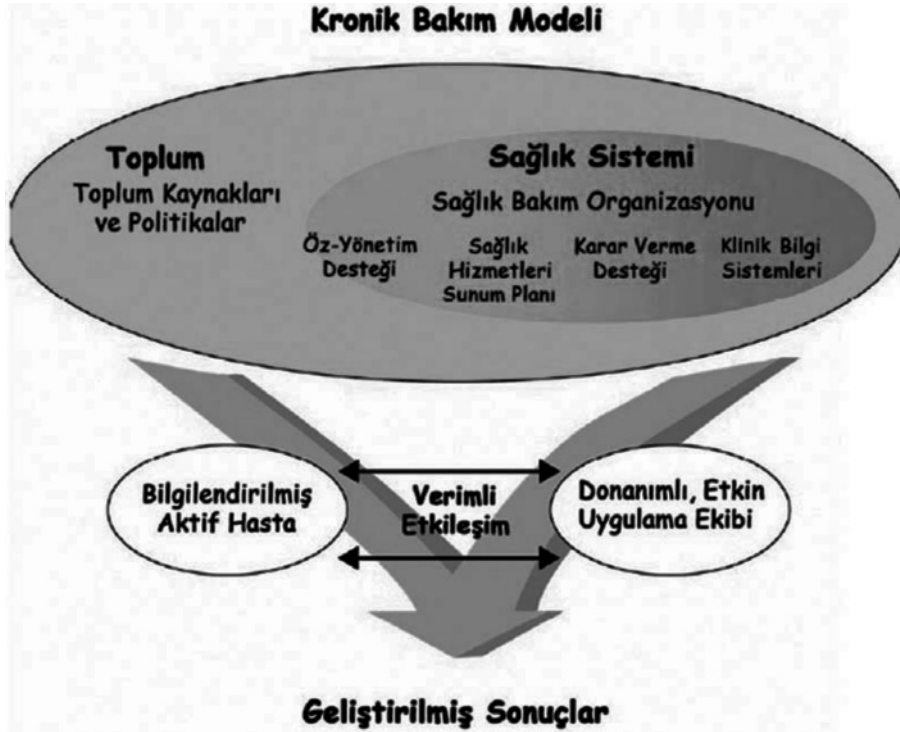 Kronik Bakım Modeli
Toplum
Toplum Kaynakları
ve Politikalar
Sağlık Sistemi
Sağlık Bakım Organizasyonu
Öz-Yönetim
Desteği
Sağlık
Hizmetleri
Sunum Planı
Karar Verme
Desteği
Klinik Bilgi
Sistemleri
Bilgilendirilmiş
Aktif Hasta
Verimli
Etkileşim
Donanımlı, Etkin
Uygulama Ekibi
Geliştirilmiş Sonuçlar